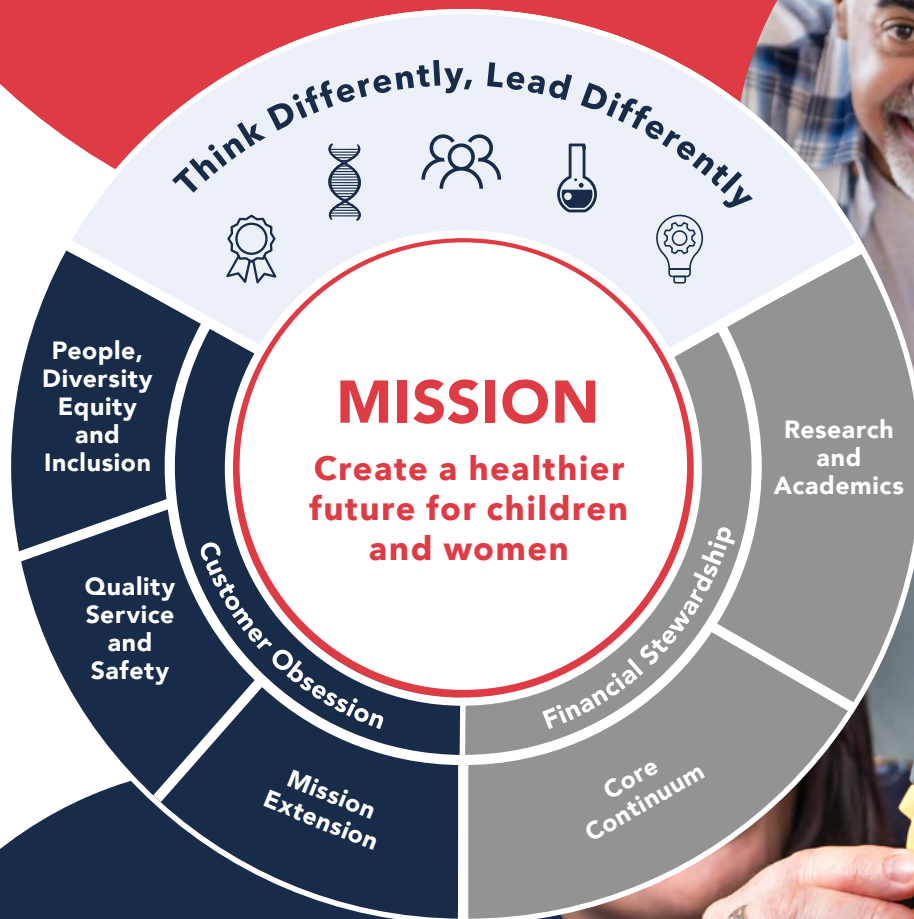 Think Differently, Lead Differently
MISSION
Create a healthier
future for children
and women
People,
Diversity
Equity
and
Inclusion
Quality
Service
and
Safety
Mission
Extension
Customer Obsession
Financial Stewardship
Core
Continuum
Research
and
Academics